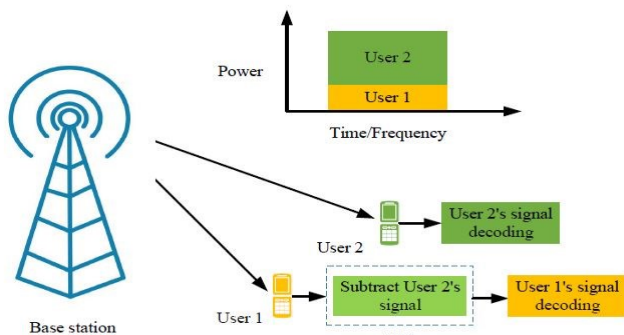 User 2
Power
User 1
Time/Frequency
User 2's signal
decoding
User 2
Subtract User 2's
signal
User 1's signal
decoding
User 1
Base station